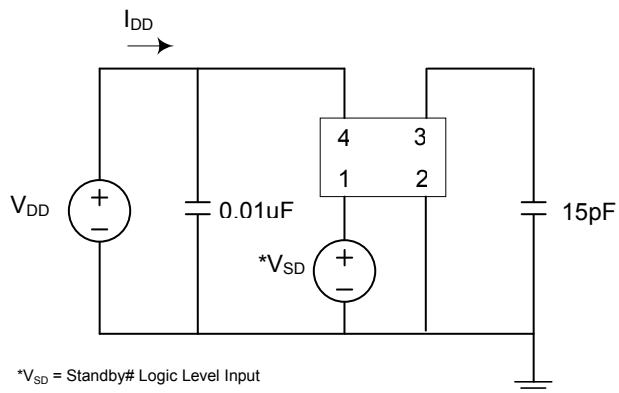 IDD
4 3
1 2
VDD
+
−
0.01uF
*VSD
+
−
15pF
*VSD = Standby# Logic Level Input